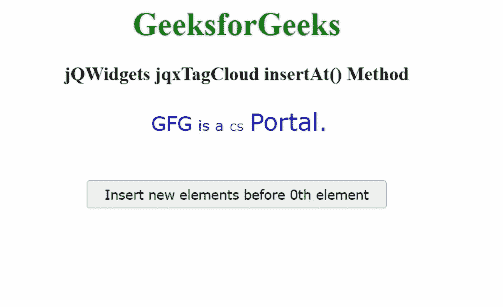 GeeksforGeeks
jQWidgets jqxTagCloud insertAt() Method
GFG is a cs Portal.
Insert new elements before 0th element